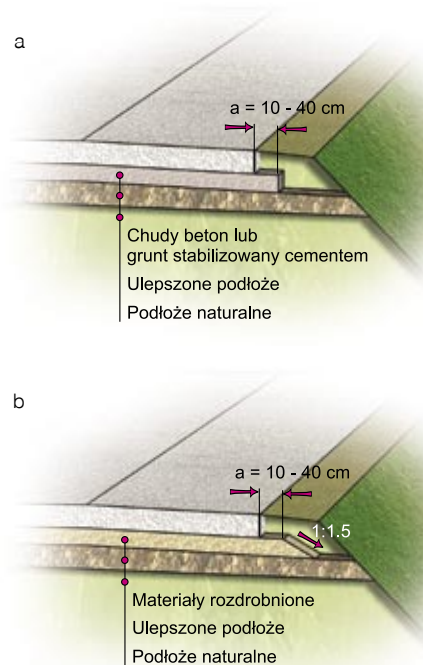 a
a = 10 - 40 cm
Chudy beton lub
grunt stabilizowany cementem
Ulepszone podłoże
Podłoże naturalne
b
a = 10 - 40 cm
1:1.5
Materiały rozdrobnione
Ulepszone podłoże
Podłoże naturalne